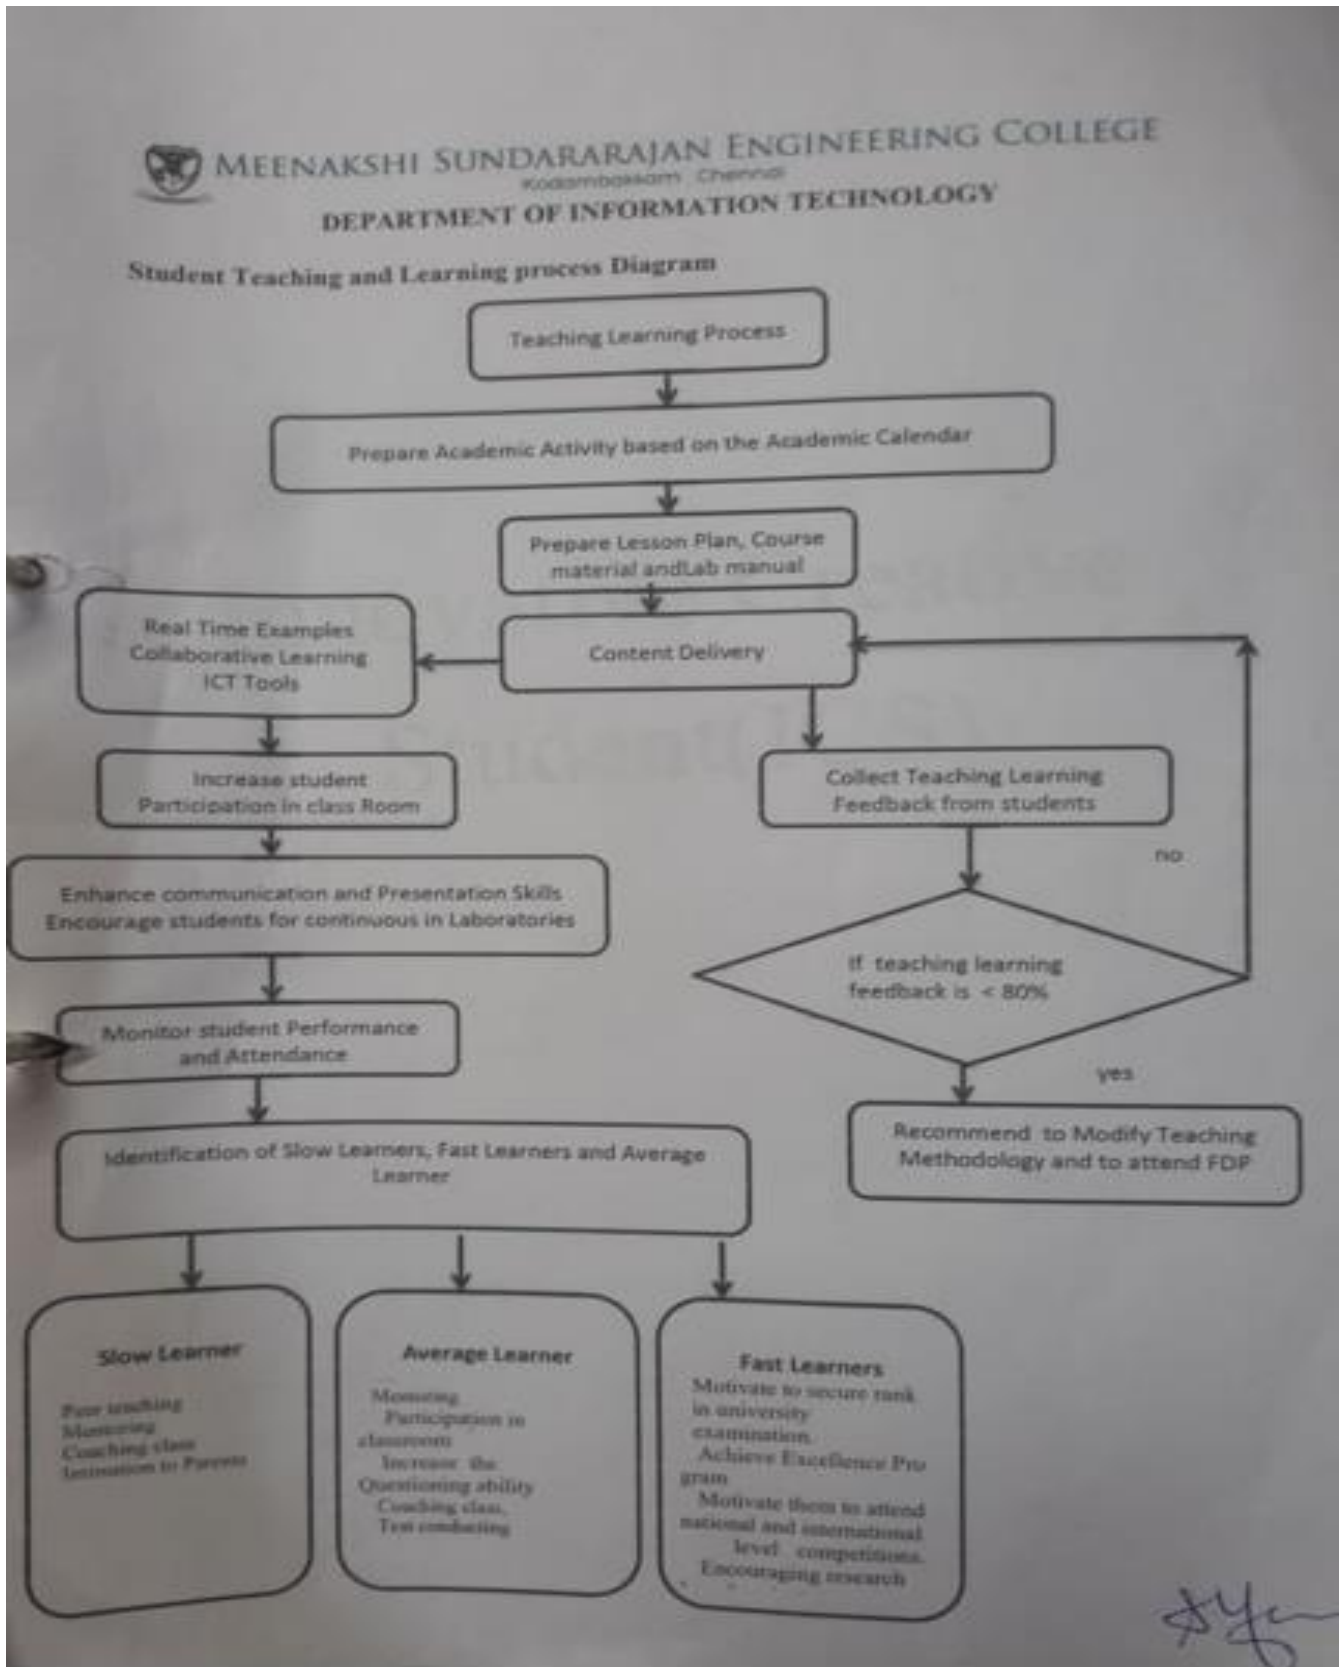 MEENAKSHI SUNDARARAJAN ENGINEERING COLLEGE
Kodambakkam Chennai
DEPARTMENT OF INFORMATION TECHNOLOGY
Student Teaching and Learning process Diagram
Teaching Learning Process
Prepare Academic Activity based on the Academic Calendar
Prepare Lesson Plan, Course
material andLab manual
Content Delivery
Real Time Examples
Collaborative Learning
ICT Tools
Increase student
Participation in class Room
Enhance communication and Presentation Skills
Encourage students for continuous in Laboratories
Monitor student Performance
and Attendance
Identification of Slow Learners, Fast Learners and Average
Learner
Collect Teaching Learning
Feedback from students
no
If teaching learning
feedback is < 80%
yes
Recommend to Modify Teaching
Methodology and to attend FDP
Slow Learner
Peer teaching
Mentoring
Coaching class
Intimation to Parents
Average Learner
Participation in
classroom
Increase the
Questioning ability
Coaching class,
Test conducting
Fast Learners
Motivate to secure rank
in university
examination.
Achieve Excellence Pro
gram
Motivate them to attend
national and international
level competitions.
Encouraging research